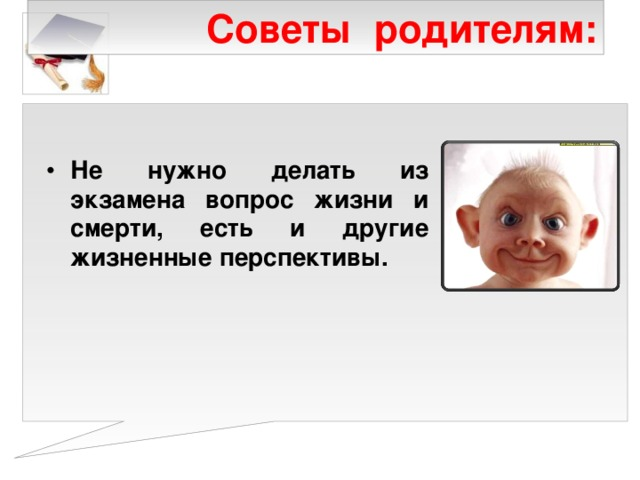 Советы родителям:
• Не нужно делать из
экзамена вопрос жизни и
смерти, есть и другие
жизненные перспективы.